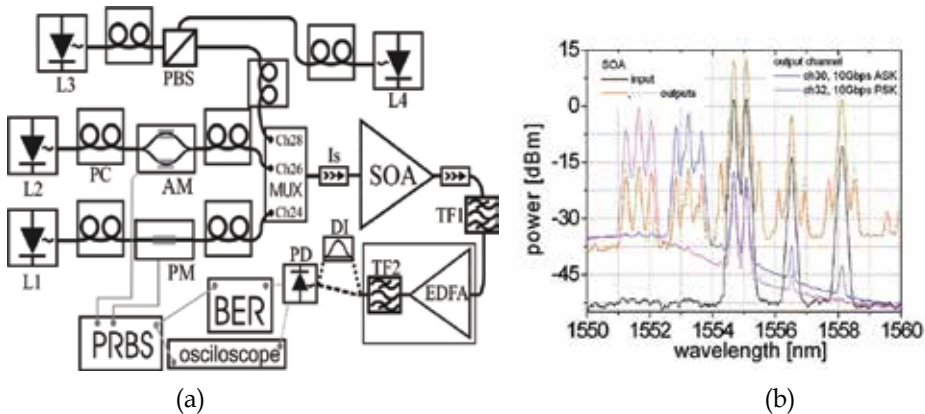 L3
PBS
L4
Ch28
Ch26
MUX
Ch24
L2
PC
AM
Is
SOA
TF1
L1
PM
DI
PD
TF2
EDFA
BER
PRBS
osciloscope
(a)
SOA
input
outputs
output channel
ch30, 10Gbps ASK
ch32, 10Gbps PSK
power [dBm]
15
0
-15
-30
-45
1550
1552
1554
1556
1558
1560
wavelength [nm]
(b)